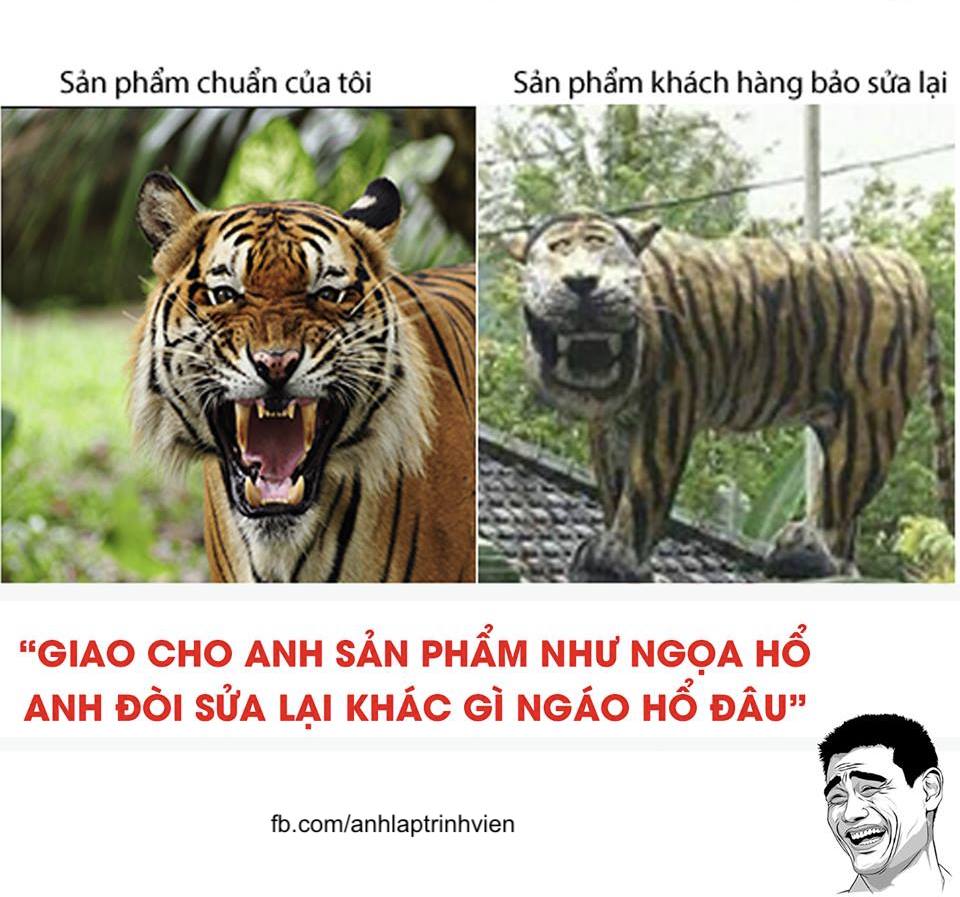 Sản phẩm chuẩn của tôi
Sản phẩm khách hàng bảo sửa lại
“GIAO CHO ANH SẢN PHẨM NHƯ NGỌA HỔ
ANH ĐÒI SỬA LẠI KHÁC GÌ NGÁO HỔ ĐÂU”
fb.com/anhlaptrinhvien